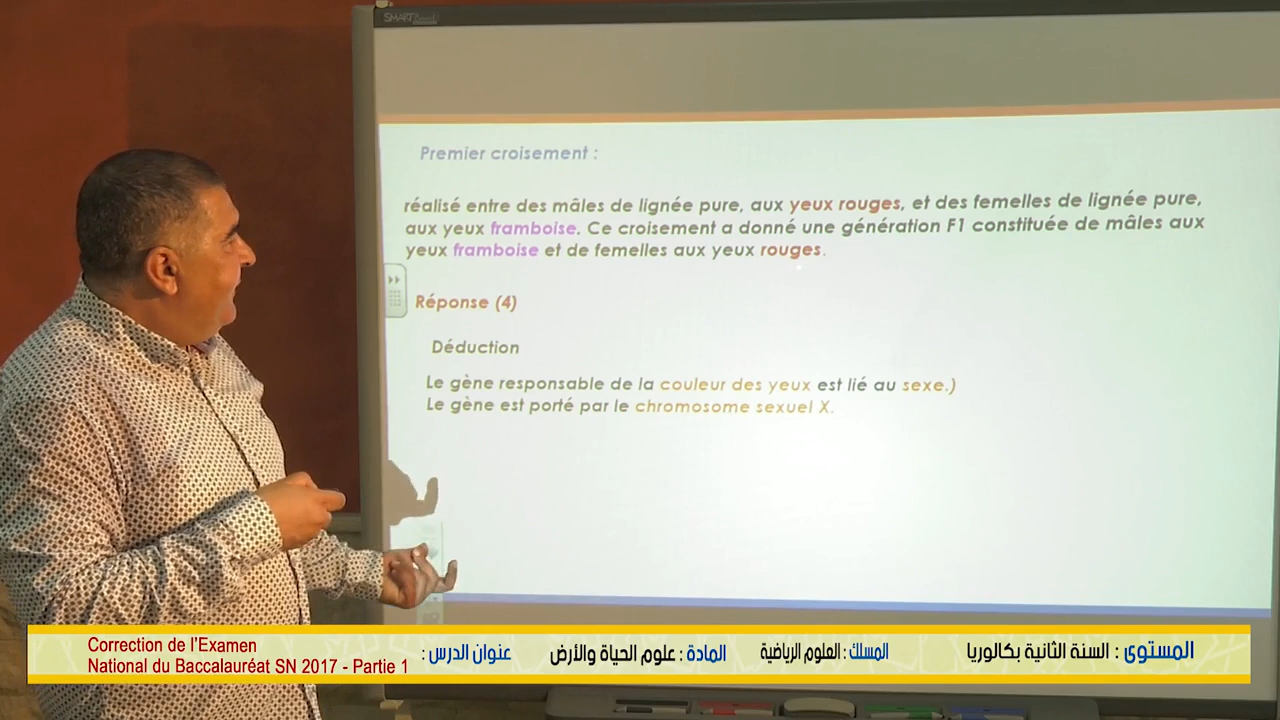 SMART
Premier croisement :
réalisé entre des mâles de lignée pure, aux yeux rouges, et des femelles de lignée pure,
aux yeux framboise. Ce croisement a donné une génération F1 constituée de mâles aux
yeux framboise et de femelles aux yeux rouges.
Réponse (4)
Déduction
Le gène responsable de la couleur des yeux est lié au sexe.)
Le gène est porté par le chromosome sexuel X.
المستوى : السنة الثانية بكالوريا
المسلك : العلوم الرياضية
المادة : علوم الحياة والأرض
عنوان الدرس :
Correction de l'Examen
National du Baccalauréat SN 2017 - Partie 1